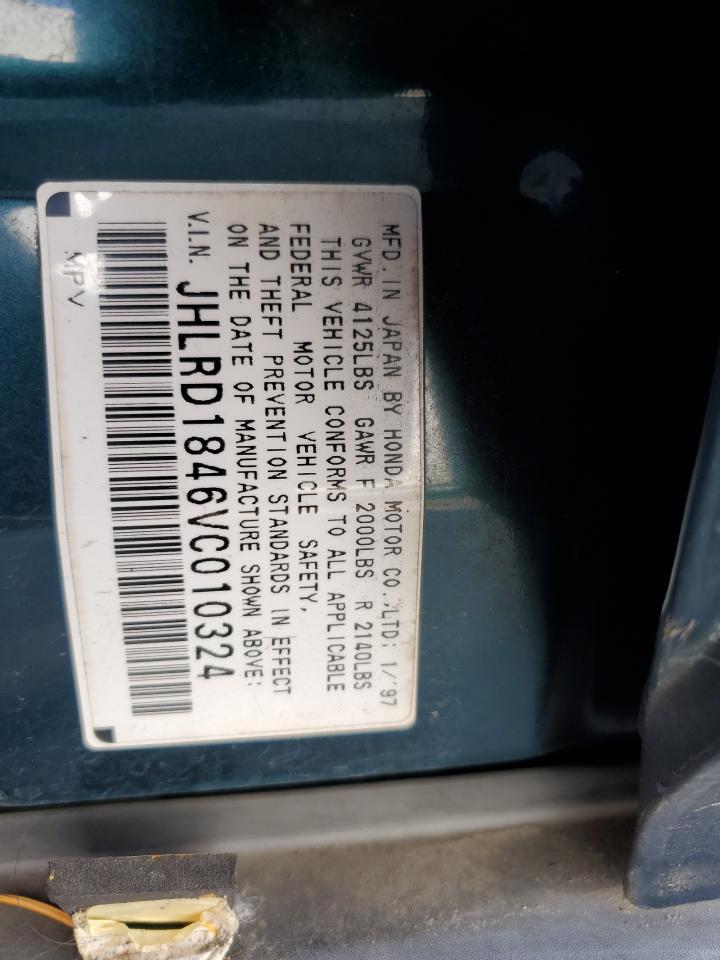 MFD. IN JAPAN BY HONDA MOTOR CO., LTD; 1/'97
GVWR 4125LBS GAWR F 2000LBS R 2140LBS
THIS VEHICLE CONFORMS TO ALL APPLICABLE
FEDERAL MOTOR VEHICLE SAFETY,
AND THEFT PREVENTION STANDARDS IN EFFECT
ON THE DATE OF MANUFACTURE SHOWN ABOVE:
V.I.N. JHLRD1846VC010324
MPV